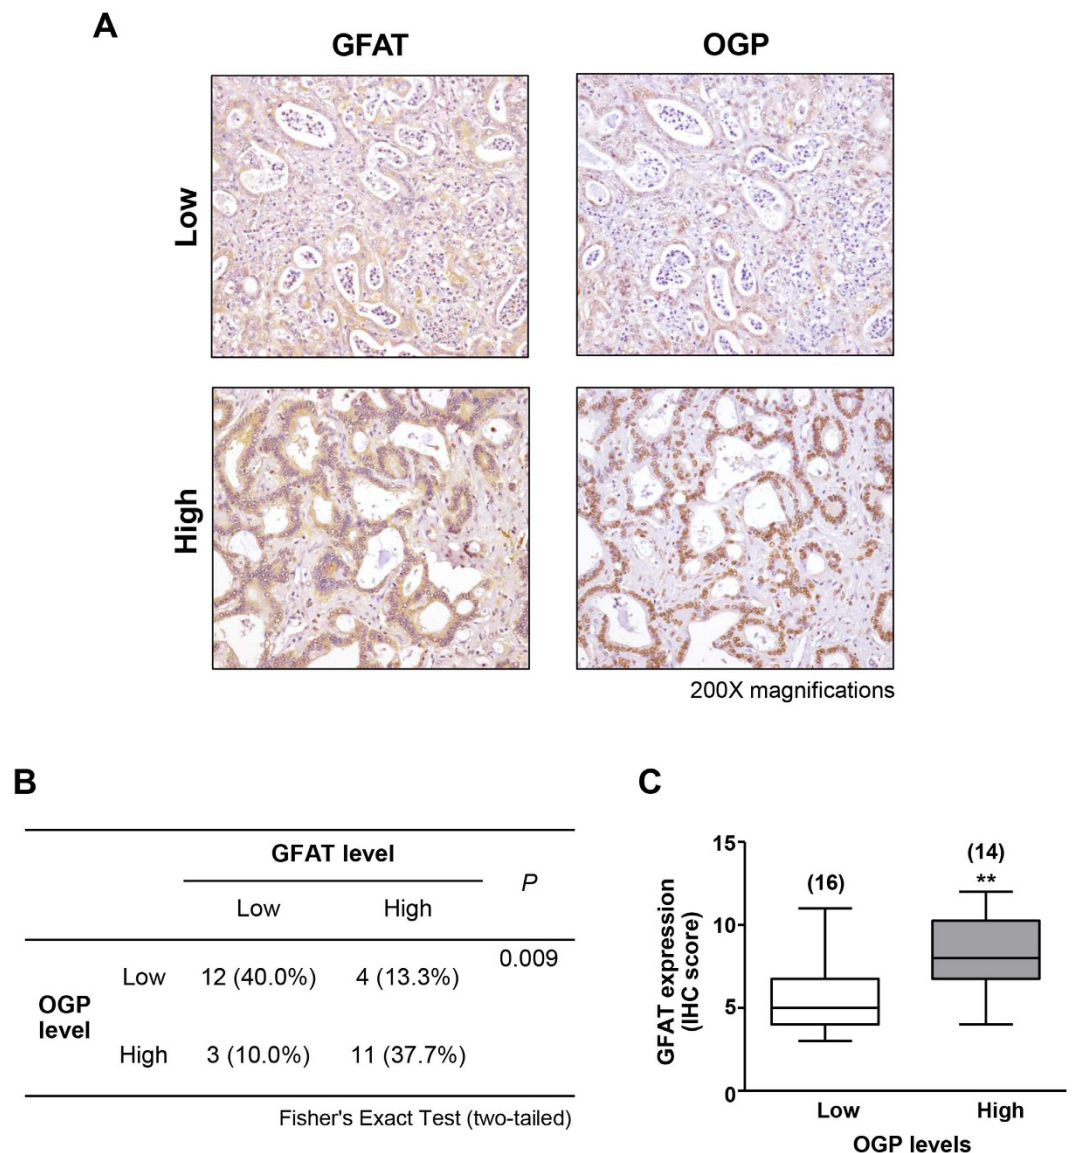 A
GFAT OGP
Low
High
200X magnifications
B
GFAT level
P
Low High
0.009
Low 12 (40.0%) 4 (13.3%)
OGP
level
High 3 (10.0%) 11 (37.7%)
Fisher's Exact Test (two-tailed)
C
GFAT expression
(IHC score)
15
10
5
0
(16)
(14)
**
Low High
OGP levels